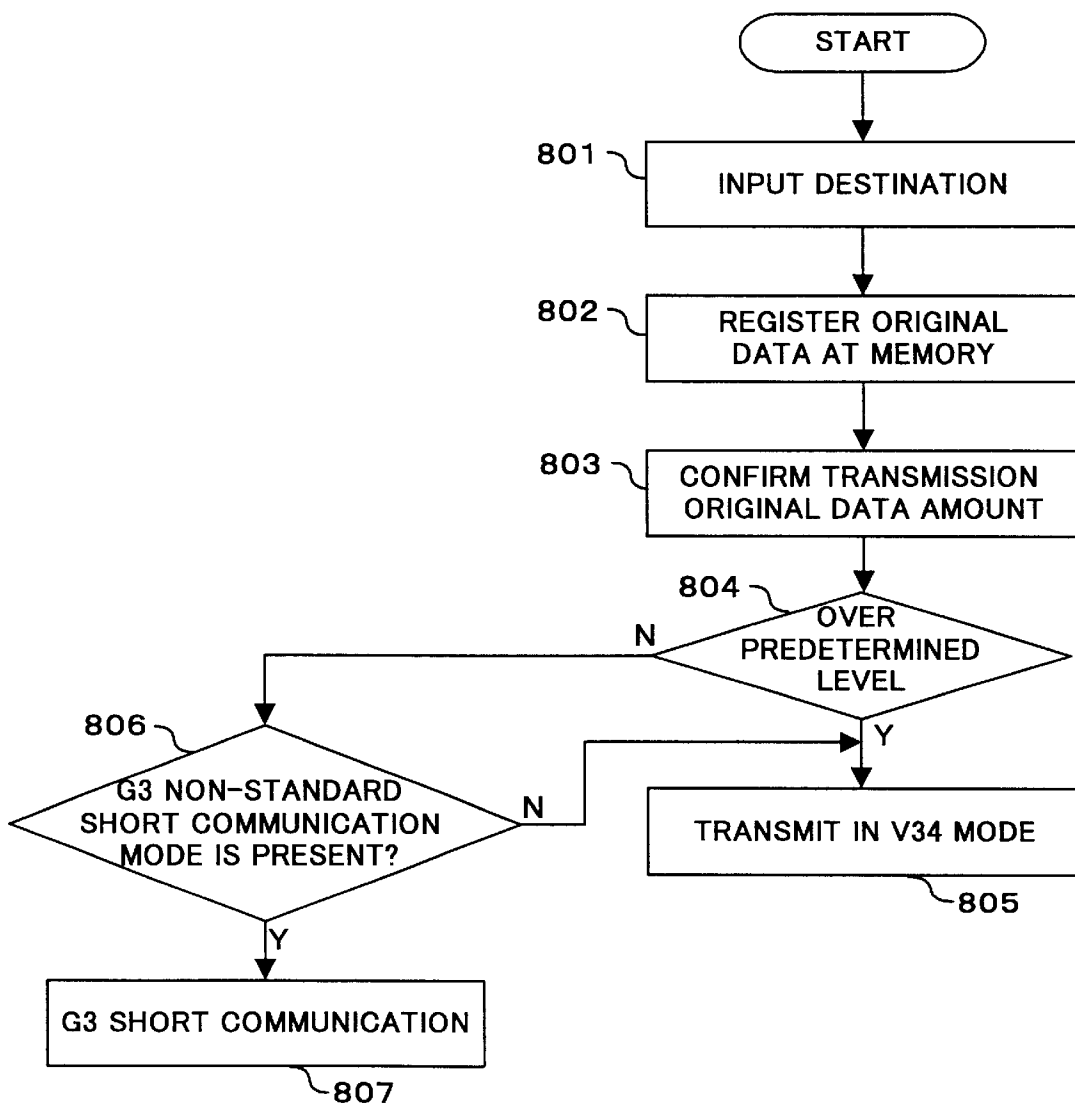 START
801
INPUT DESTINATION
802
REGISTER ORIGINAL
DATA AT MEMORY
803
CONFIRM TRANSMISSION
ORIGINAL DATA AMOUNT
804
OVER
PREDETERMINED
LEVEL
N
Y
806
G3 NON-STANDARD
SHORT COMMUNICATION
MODE IS PRESENT?
N
Y
TRANSMIT IN V34 MODE
805
G3 SHORT COMMUNICATION
807